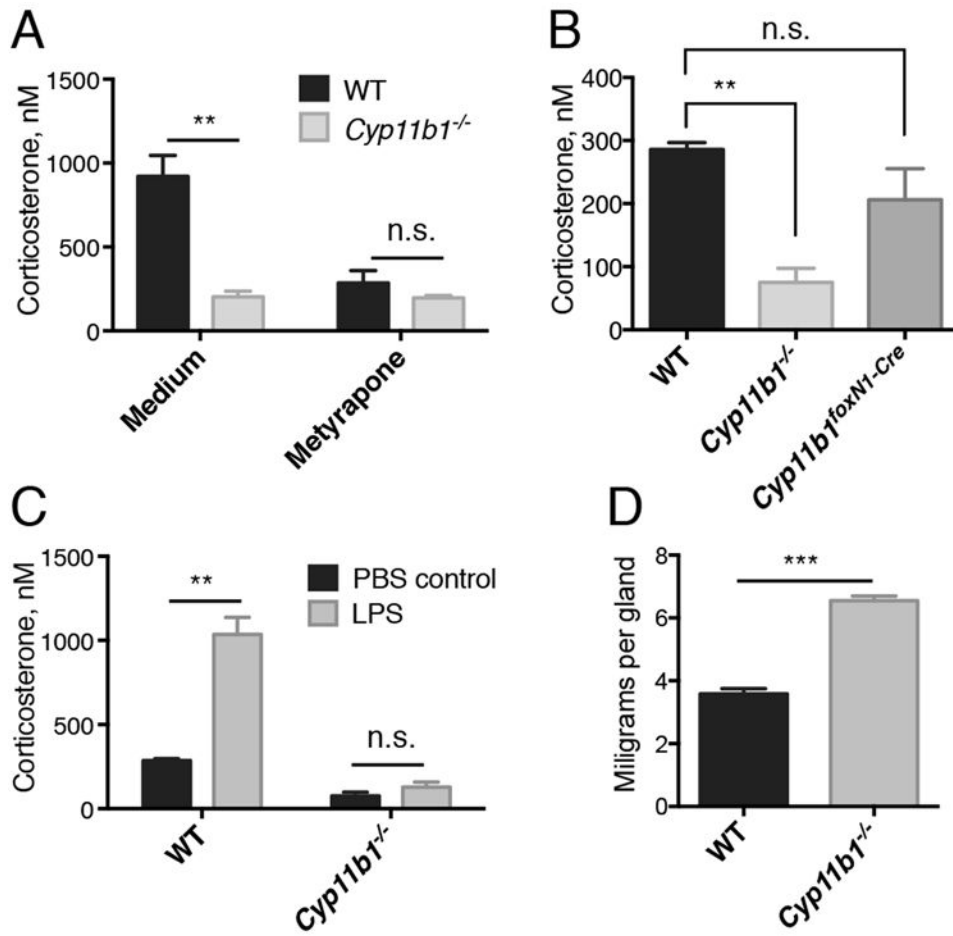 A
Corticosterone, nM
1500
1000
500
0
**
n.s.
WT
Cyp11b1-/-
Medium
Metyrapone
B
Corticosterone, nM
400
300
200
100
0
n.s.
**
WT
Cyp11b1-/-
Cyp11b1foxN1-Cre
C
Corticosterone, nM
1500
1000
500
0
**
n.s.
PBS control
LPS
WT
Cyp11b1-/-
D
Miligrams per gland
8
6
4
2
0
***
WT
Cyp11b1-/-